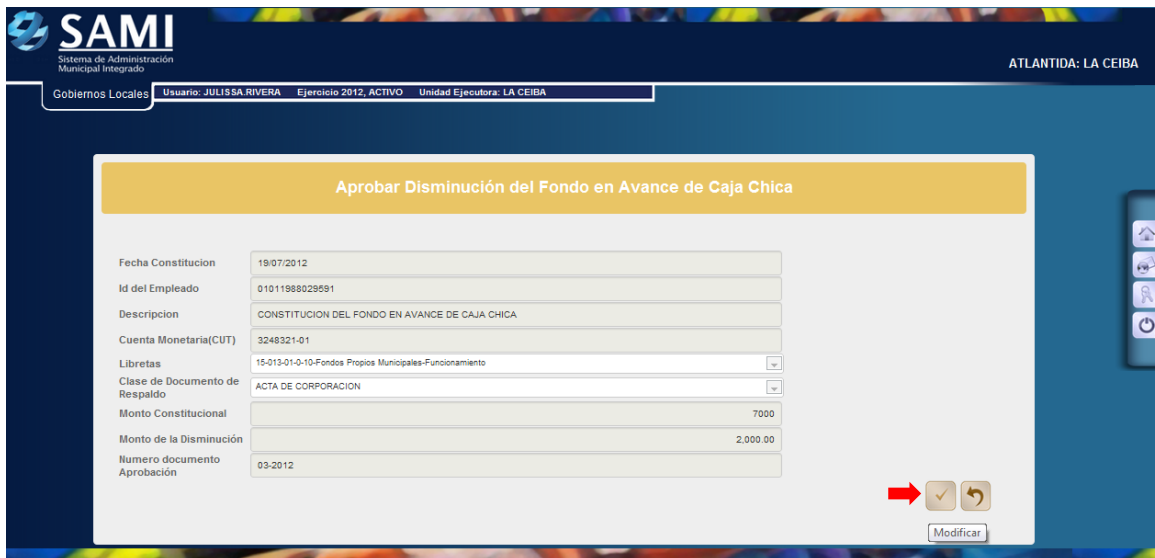 SAMI
Sistema de Administración
Municipal Integrado
ATLANTIDA: LA CEIBA
Gobiernos Locales
Usuario: JULISSA.RIVERA Ejercicio 2012, ACTIVO Unidad Ejecutora: LA CEIBA
Aprobar Disminución del Fondo en Avance de Caja Chica
Fecha Constitucion 19/07/2012
Id del Empleado 01011988029591
Descripcion CONSTITUCION DEL FONDO EN AVANCE DE CAJA CHICA
Cuenta Monetaria(CUT) 3248321-01
Libretas 15-013-01-0-10-Fondos Propios Municipales-Funcionamiento
Clase de Documento de
Respaldo ACTA DE CORPORACION
Monto Constitucional 7000
Monto de la Disminución 2,000.00
Numero documento
Aprobación 03-2012
Modificar